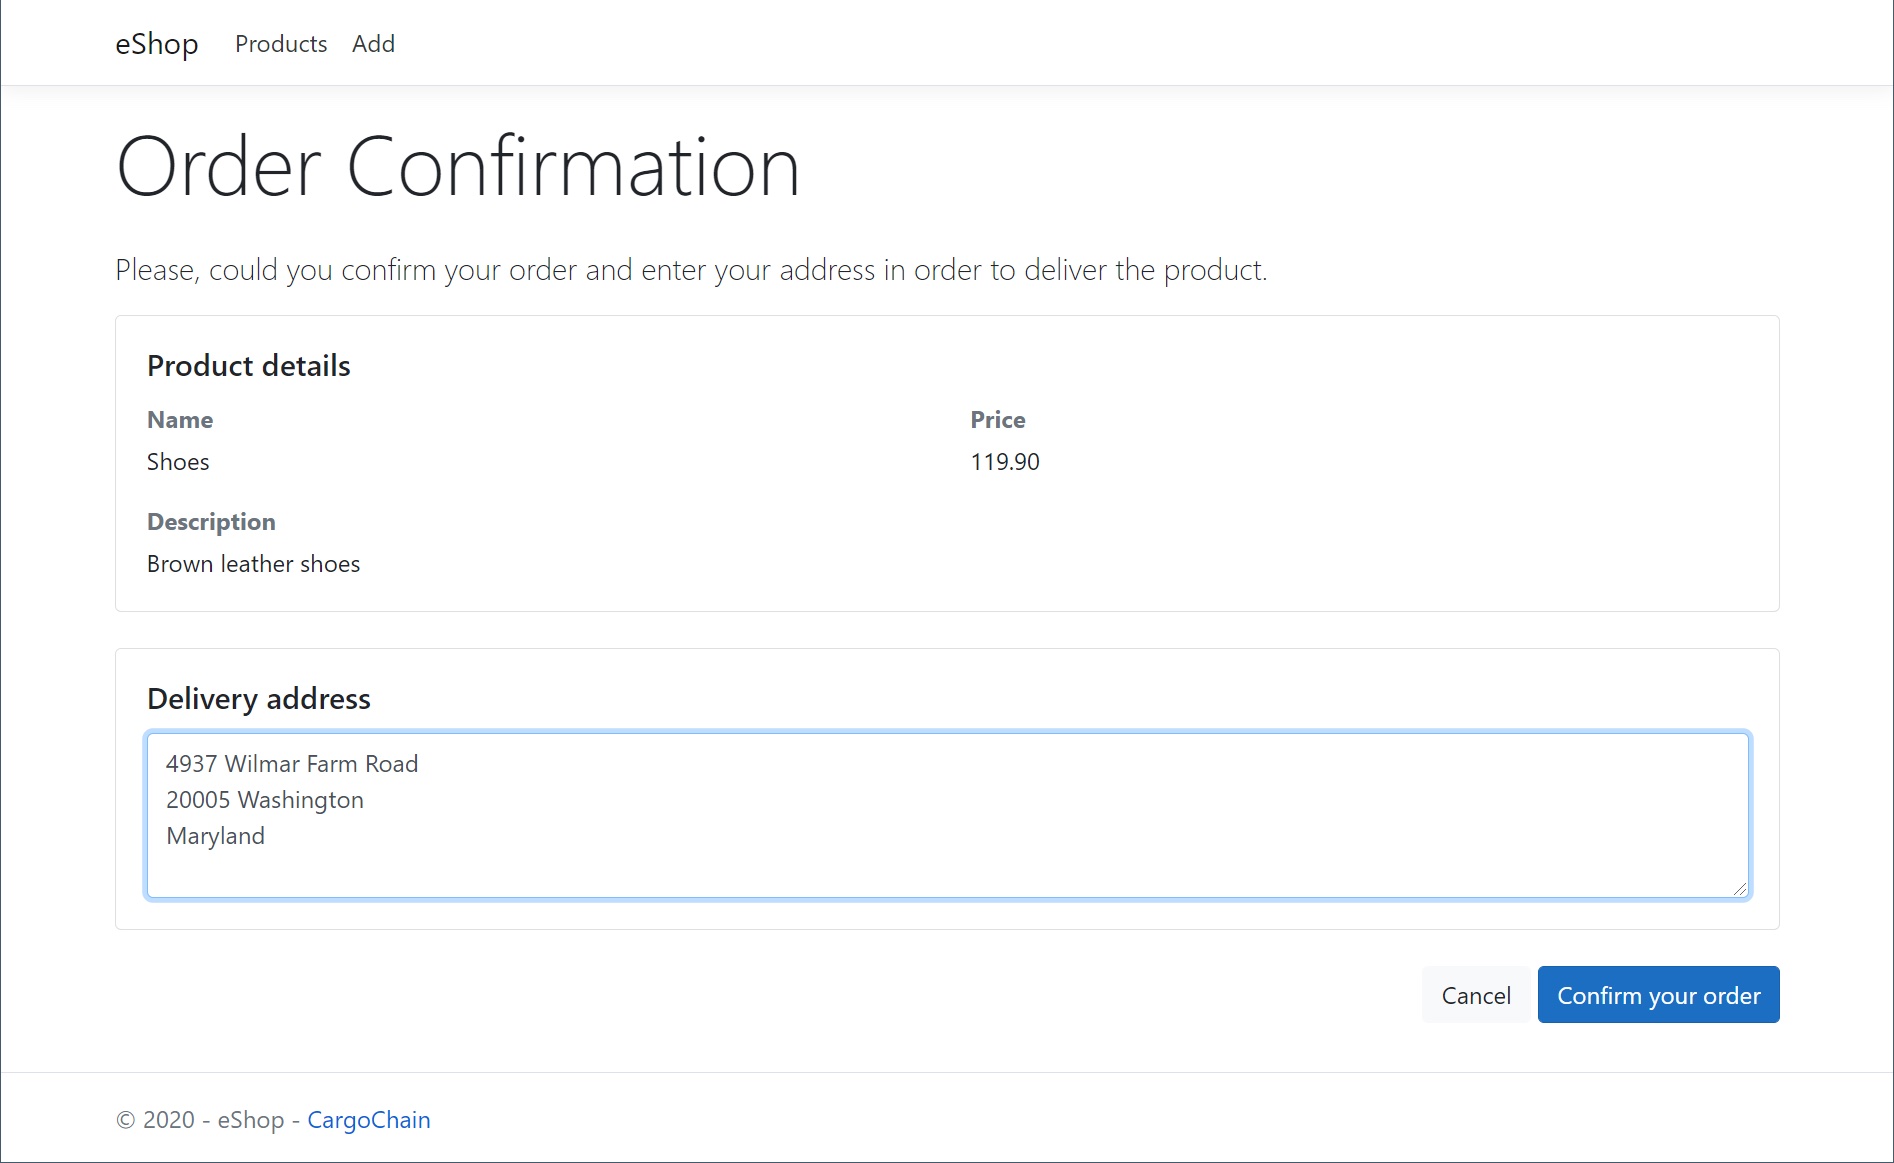 eShop Products Add
Order Confirmation
Please, could you confirm your order and enter your address in order to deliver the product.
Product details
Name Price
Shoes 119.90
Description
Brown leather shoes
Delivery address
4937 Wilmar Farm Road
20005 Washington
Maryland
Cancel Confirm your order
© 2020 - eShop - CargoChain